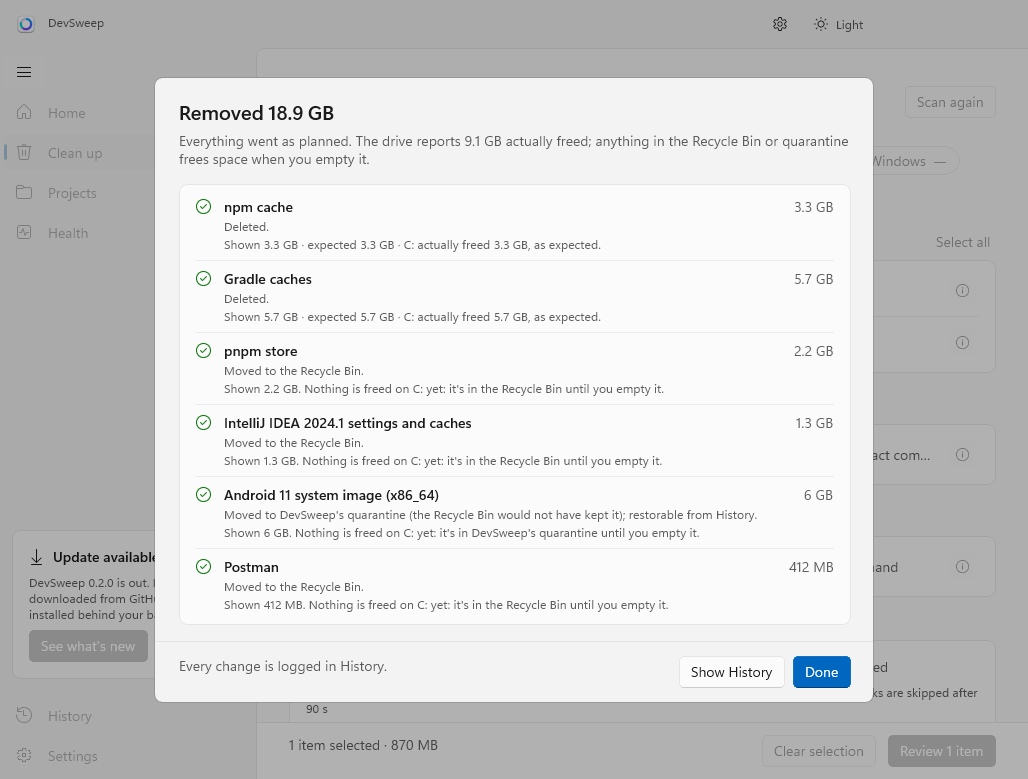 DevSweep
Light
Home
Clean up
Projects
Health
Scan again
Windows —
Select all
Removed 18.9 GB
Everything went as planned. The drive reports 9.1 GB actually freed; anything in the Recycle Bin or quarantine
frees space when you empty it.
npm cache
3.3 GB
Deleted.
Shown 3.3 GB · expected 3.3 GB · C: actually freed 3.3 GB, as expected.
Gradle caches
5.7 GB
Deleted.
Shown 5.7 GB · expected 5.7 GB · C: actually freed 5.7 GB, as expected.
pnpm store
2.2 GB
Moved to the Recycle Bin.
Shown 2.2 GB. Nothing is freed on C: yet: it's in the Recycle Bin until you empty it.
IntelliJ IDEA 2024.1 settings and caches
1.3 GB
Moved to the Recycle Bin.
Shown 1.3 GB. Nothing is freed on C: yet: it's in the Recycle Bin until you empty it.
Android 11 system image (x86_64)
6 GB
Moved to DevSweep's quarantine (the Recycle Bin would not have kept it); restorable from History.
Shown 6 GB. Nothing is freed on C: yet: it's in DevSweep's quarantine until you empty it.
Postman
412 MB
Moved to the Recycle Bin.
Shown 412 MB. Nothing is freed on C: yet: it's in the Recycle Bin until you empty it.
Every change is logged in History.
Show History
Done
Update available
DevSweep 0.2.0 is out.
downloaded from
installed behind your
See what's new
History
Settings
are skipped after
90 s
1 item selected · 870 MB
Clear selection
Review 1 item